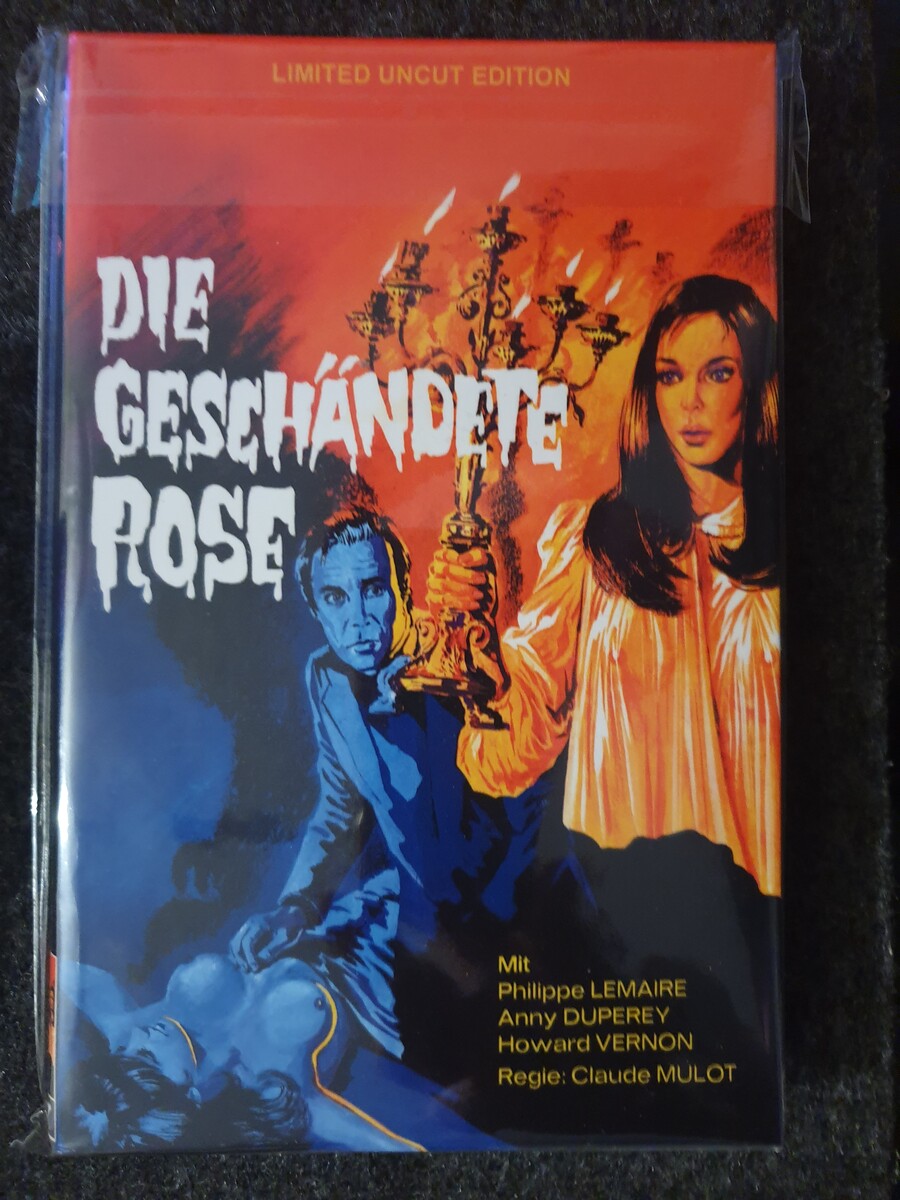 LIMITED UNCUT EDITION
DIE
GESCHÄNDETE
ROSE
Mit
Philippe LEMAIRE
Anny DUPEREY
Howard VERNON
Regie: Claude MULOT